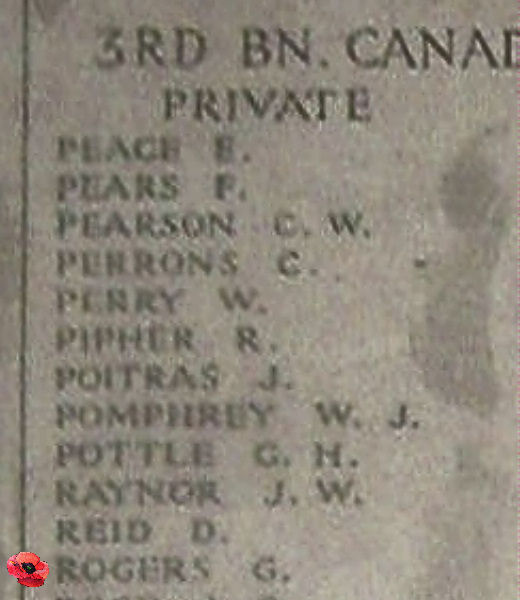 3RD BN. CANAD
PRIVATE
PEACE E.
PEARS F.
PEARSON C. W.
PERRONS C.
PERRY W.
PIPHER R.
POITRAS J.
POMPHREY W. J.
POTTLE G. H.
RAYNOR J. W.
REID D.
ROGERS G.